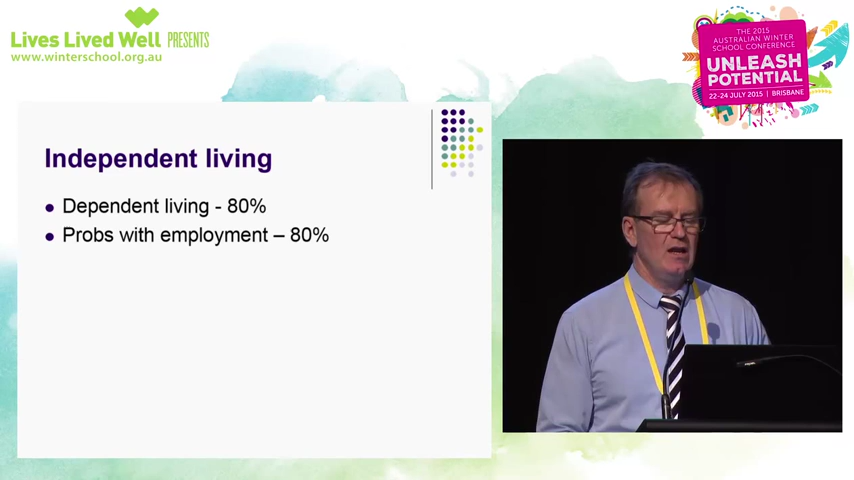 Lives Lived Well PRESENTS
www.winterschool.org.au
THE 2015
AUSTRALIAN WINTER
SCHOOL CONFERENCE
UNLEASH
POTENTIAL
22-24 JULY 2015 | BRISBANE
Independent living
Dependent living - 80%
Probs with employment – 80%